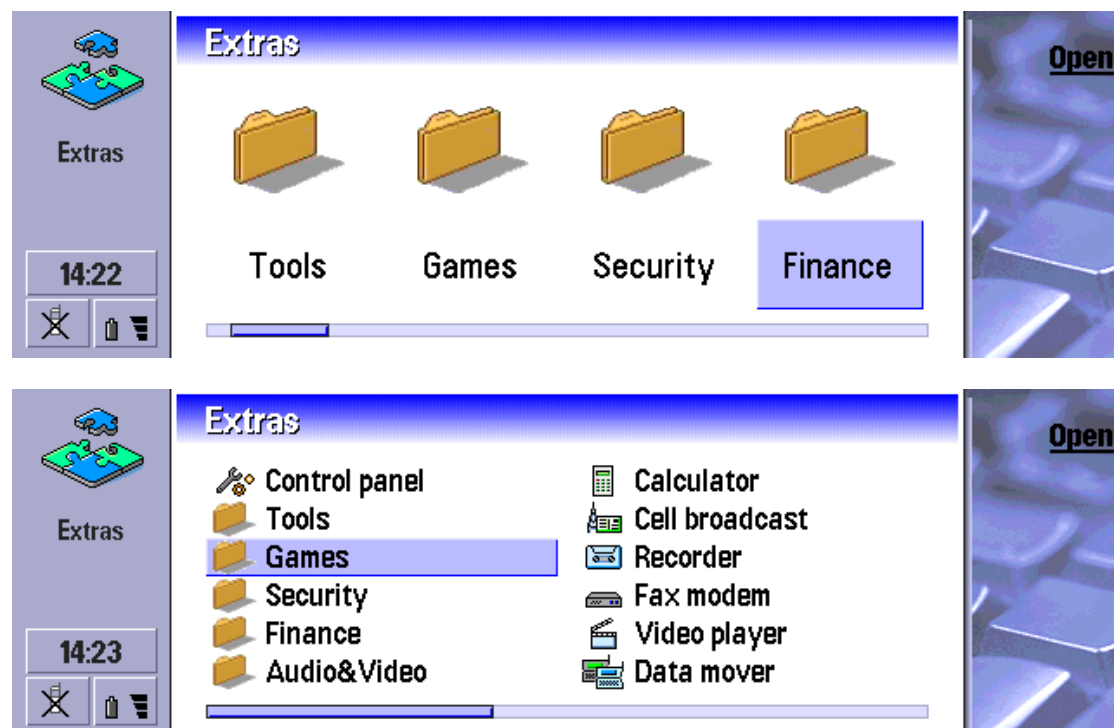 Extras
Open
Extras
Tools
Games
Security
Finance
14:22
Extras
Open
Extras
Control panel
Tools
Games
Security
Finance
Audio&Video
Calculator
Cell broadcast
Recorder
Fax modem
Video player
Data mover
14:23